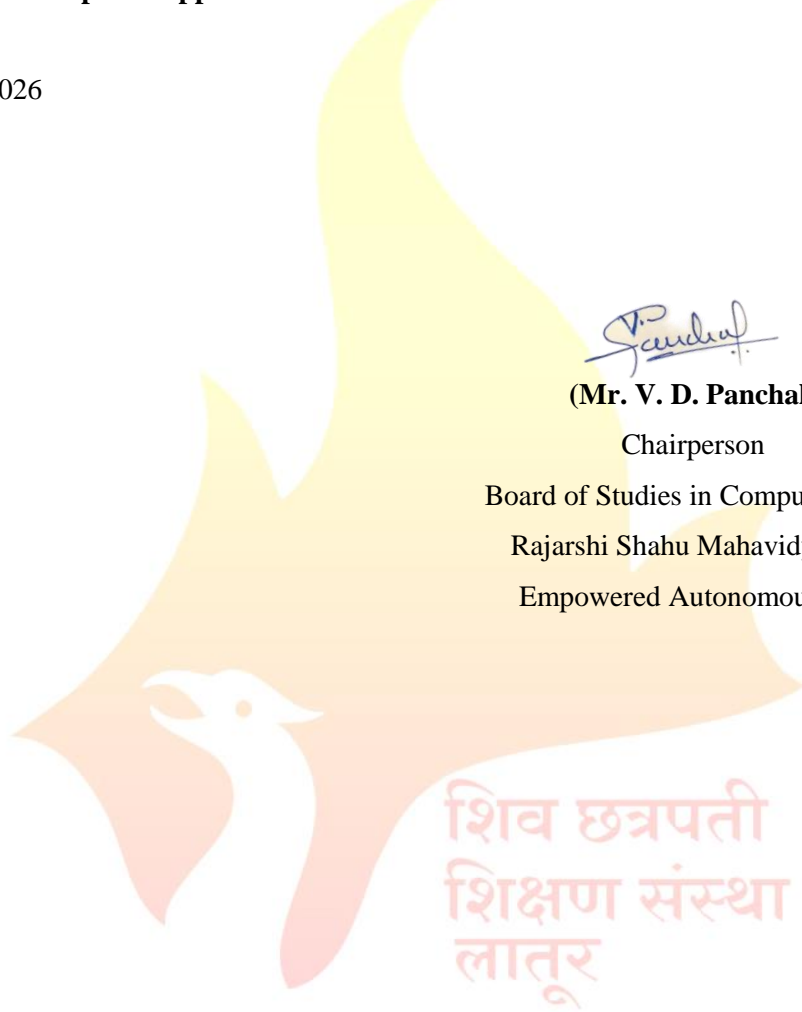 026
(Mr. V. D. Panchal
Chairperson
Board of Studies in Compu
Rajarshi Shahu Mahavid
Empowered Autonomou
शिव छत्रपती
शिक्षण संस्था
लातूर